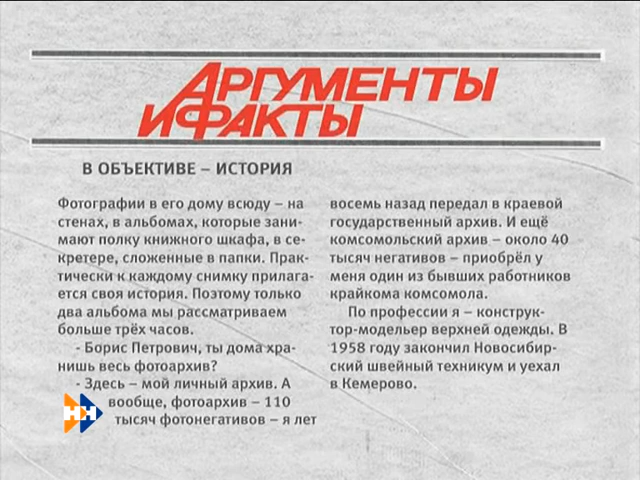 АРГУМЕНТЫ
И ФАКТЫ
В ОБЪЕКТИВЕ – ИСТОРИЯ
Фотографии в его дому всюду – на
стенах, в альбомах, которые зани-
мают полку книжного шкафа, в се-
кретере, сложенные в папки. Прак-
тически к каждому снимку прилага-
ется своя история. Поэтому только
два альбома мы рассматриваем
больше трёх часов.
- Борис Петрович, ты дома хра-
нишь весь фотоархив?
- Здесь – мой личный архив. А
вообще, фотоархив – 110
тысяч фотонегативов – я лет
восемь назад передал в краевой
государственный архив. И ещё
комсомольский архив – около 40
тысяч негативов – приобрёл у
меня один из бывших работников
крайкома комсомола.
По профессии я – конструк-
тор-модельер верхней одежды. В
1958 году закончил Новосибир-
ский швейный техникум и уехал
в Кемерово.
НН